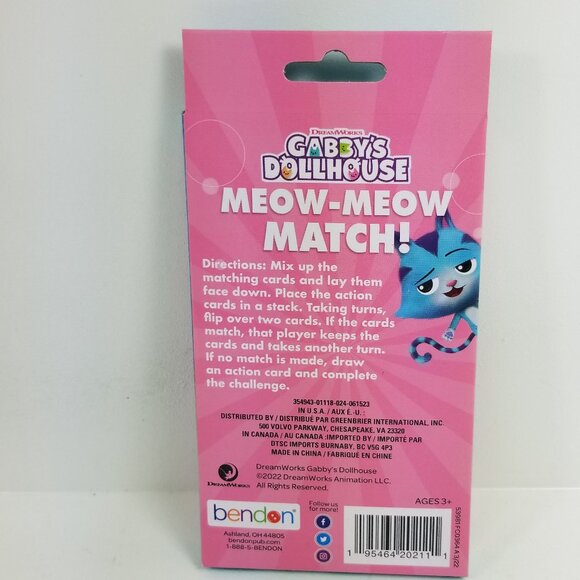 DREAMWORKS
GABBY'S
DOLLHOUSE
MEOW-MEOW
MATCH!
Directions: Mix up the
matching cards and lay them
face down. Place the action
cards in a stack. Taking turns,
flip over two cards. If the cards
match, that player keeps the
cards and takes another turn.
If no match is made, draw
an action card and complete
the challenge.
354943-01118-024-061523
IN U.S.A. / AUX É.-U. :
DISTRIBUTED BY / DISTRIBUÉ PAR GREENBRIER INTERNATIONAL, INC.
500 VOLVO PARKWAY, CHESAPEAKE, VA 23320
IN CANADA / AU CANADA :IMPORTED BY / IMPORTÉ PAR
DTSC IMPORTS BURNABY, BC V5G 4P3
MADE IN CHINA / FABRIQUÉ EN CHINE
DREAMWORKS
DreamWorks Gabby's Dollhouse
©2022 DreamWorks Animation LLC.
All Rights Reserved.
bendon
Ashland, OH 44805
bendonpub.com
1-888-5-BENDON
Follow us
for more!
AGES 3+
1 95464 20211 1
53981 FC0364 A 3/22